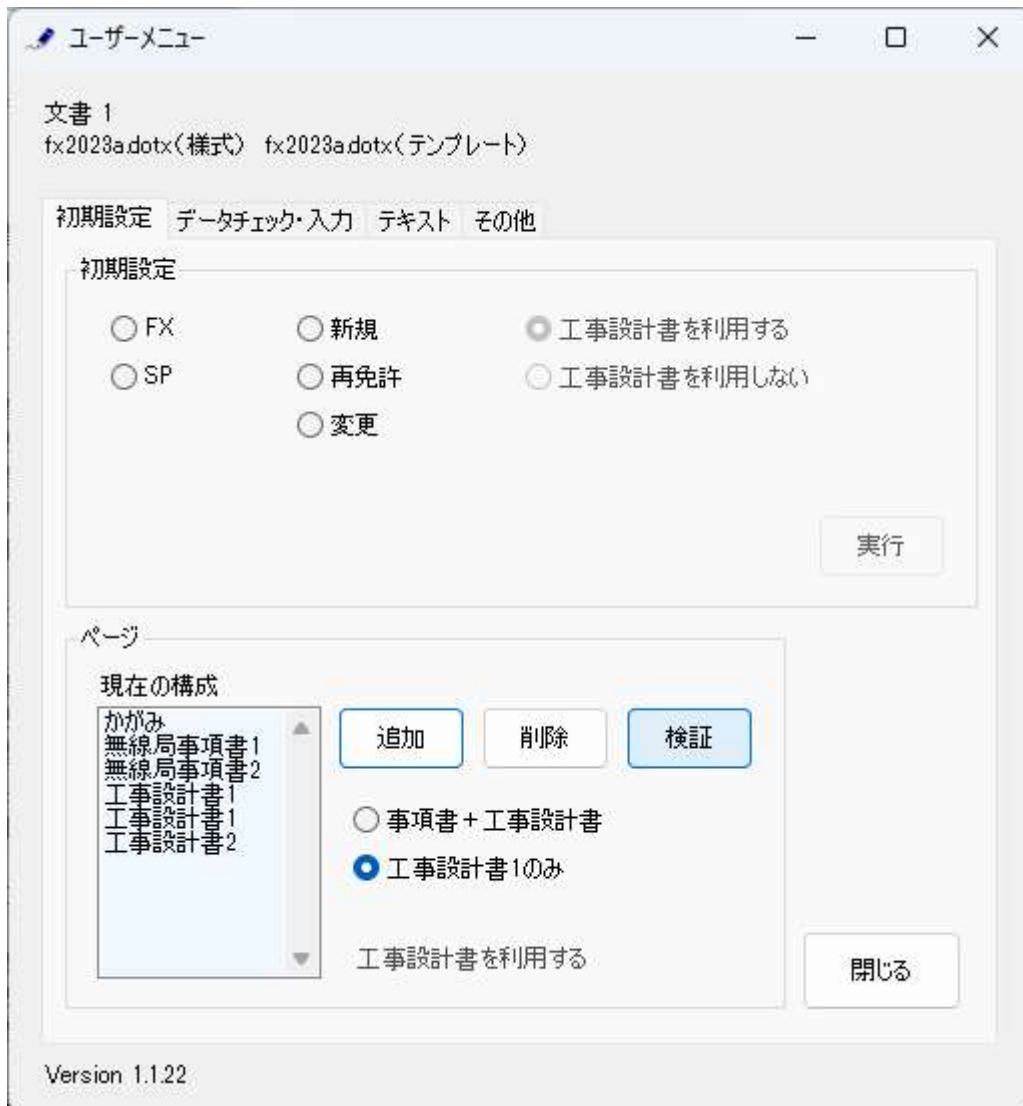 ユーザーメニュー
文書 1
fx2023a.dotx(様式) fx2023a.dotx(テンプレート)
初期設定 データチェック・入力 テキスト その他
初期設定
FX 新規 工事設計書を利用する
SP 再免許 工事設計書を利用しない
変更
実行
ページ
現在の構成
かがみ
無線局事項書1
無線局事項書2
工事設計書1
工事設計書1
工事設計書2
追加 削除 検証
事項書+工事設計書
工事設計書1のみ
工事設計書を利用する
閉じる
Version 1.1.22